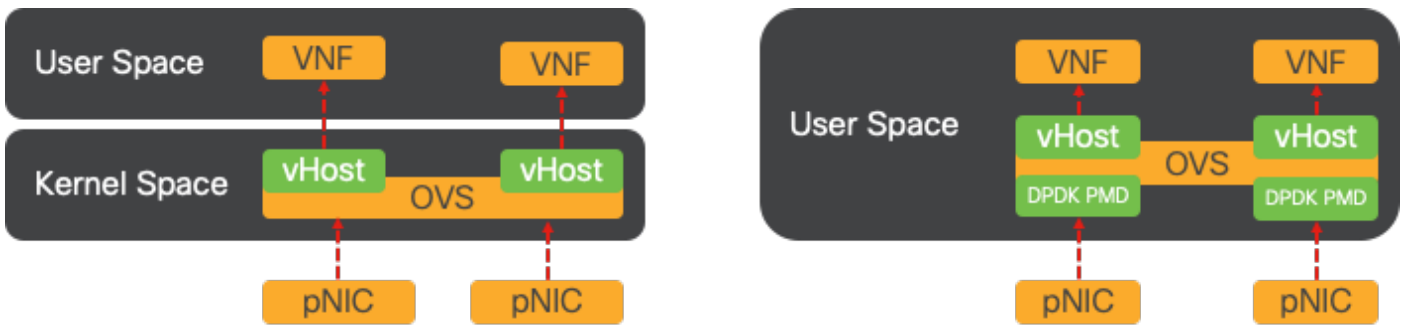 User Space
VNF
VNF
Kernel Space
vHost
vHost
OVS
pNIC
pNIC
User Space
VNF
VNF
vHost
vHost
OVS
DPDK PMD
DPDK PMD
pNIC
pNIC